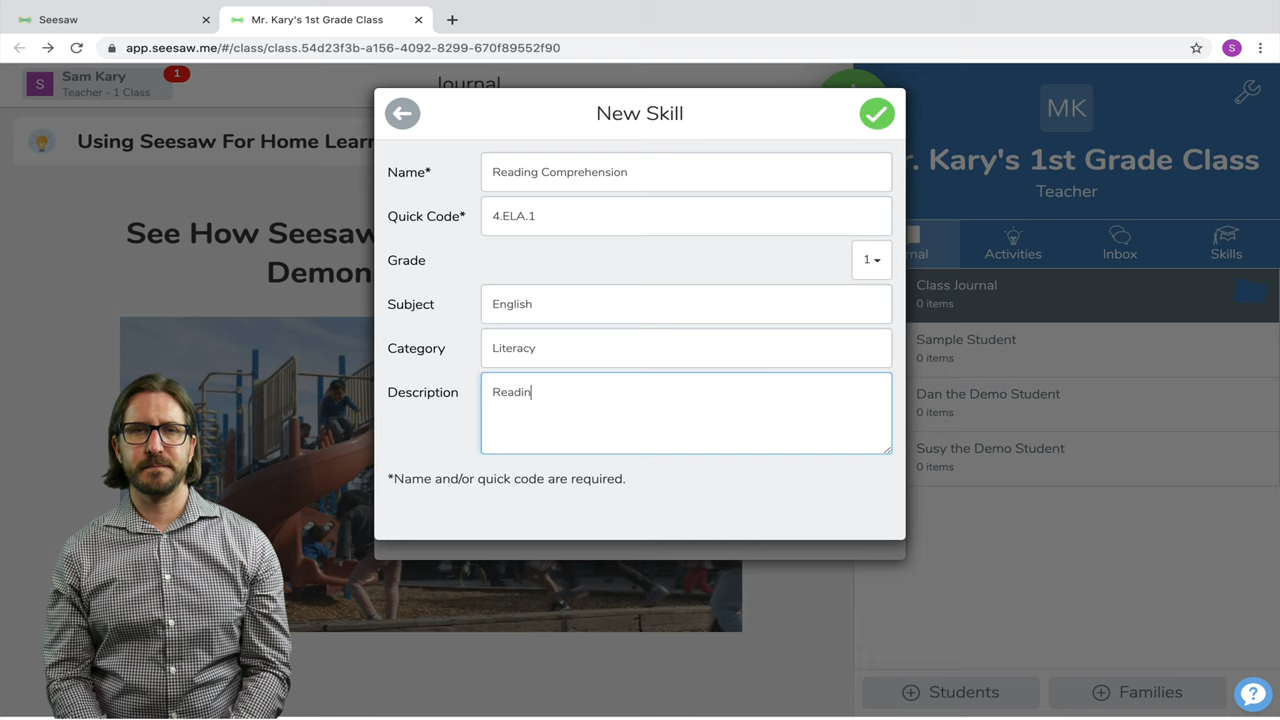 Seesaw
Mr. Kary's 1st Grade Class
app.seesaw.me/#/class/class.54d23f3b-a156-4092-8299-670f89552f90
S
S
Sam Kary
Teacher - 1 Class
1
Journal
Using Seesaw For Home Learn
See How Seesaw
Demon
New Skill
Name*
Reading Comprehension
Quick Code*
4.ELA.1
Grade
1
Subject
English
Category
Literacy
Description
Readin
*Name and/or quick code are required.
MK
r. Kary's 1st Grade Class
Teacher
nal
Activities
Inbox
Skills
Class Journal
0 items
Sample Student
0 items
Dan the Demo Student
0 items
Susy the Demo Student
0 items
Students
Families
?